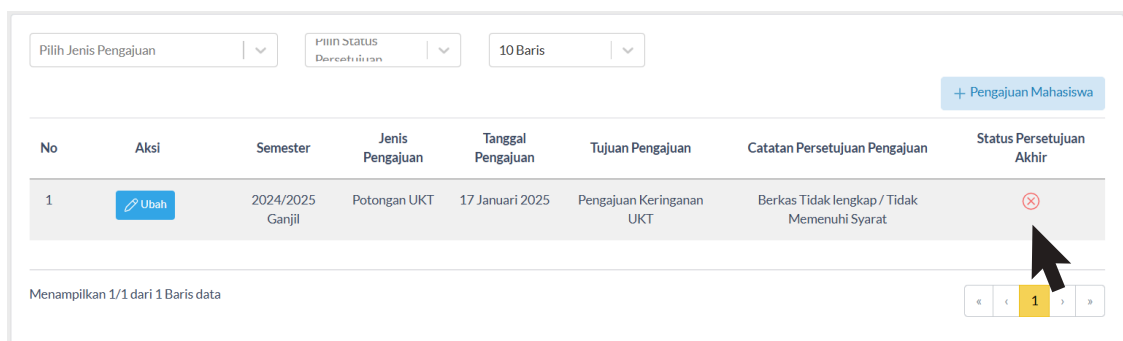 Pilih Jenis Pengajuan
Pilih Status
Persetujuan
10 Baris
+ Pengajuan Mahasiswa
No Aksi Semester Jenis Pengajuan Tanggal Pengajuan Tujuan Pengajuan Catatan Persetujuan Pengajuan Status Persetujuan Akhir
1 Ubah 2024/2025 Ganjil Potongan UKT 17 Januari 2025 Pengajuan Keringanan UKT Berkas Tidak lengkap / Tidak Memenuhi Syarat
Menampilkan 1/1 dari 1 Baris data
« ‹ 1 › »